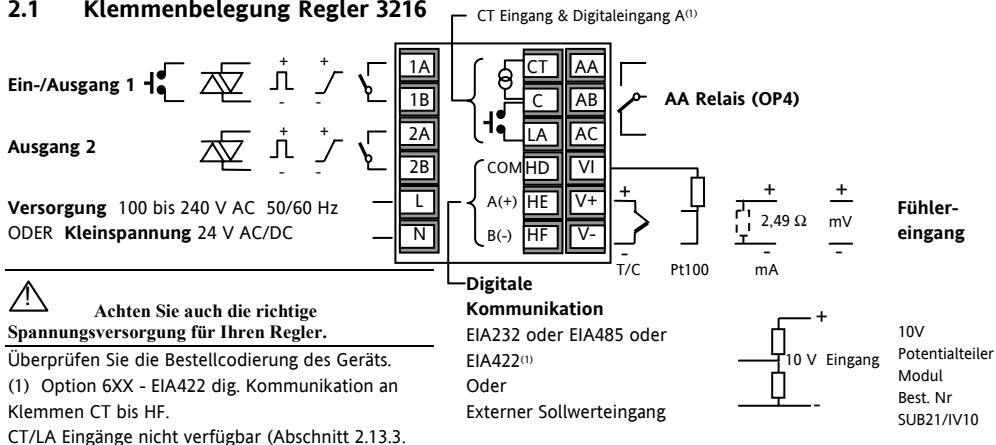 2.1 Klemmenbelegung Regler 3216
CT Eingang & Digitaleingang A(1)
Ein-/Ausgang 1
+ +
- -
1A
1B
CT
C
LA
AA
AB
AC
AA Relais (OP4)
Ausgang 2
+ +
- -
2A
2B
COM HD
VI
Versorgung 100 bis 240 V AC 50/60 Hz
L
A(+) HE
V+
ODER Kleinspannung 24 V AC/DC
N
B(-) HF
V-
+
-
T/C
Pt100
+
2,49 Ω
-
mA
+
mV
-
Fühler-
eingang
Achten Sie auch die richtige
Spannungsversorgung für Ihren Regler.
Überprüfen Sie die Bestellcodierung des Geräts.
(1) Option 6XX - EIA422 dig. Kommunikation an
Klemmen CT bis HF.
CT/LA Eingänge nicht verfügbar (Abschnitt 2.13.3.
Digitale
Kommunikation
EIA232 oder EIA485 oder
EIA422(1)
Oder
Externer Sollwerteingang
+
10 V Eingang
-
10V
Potentialteiler
Modul
Best. Nr
SUB21/IV10